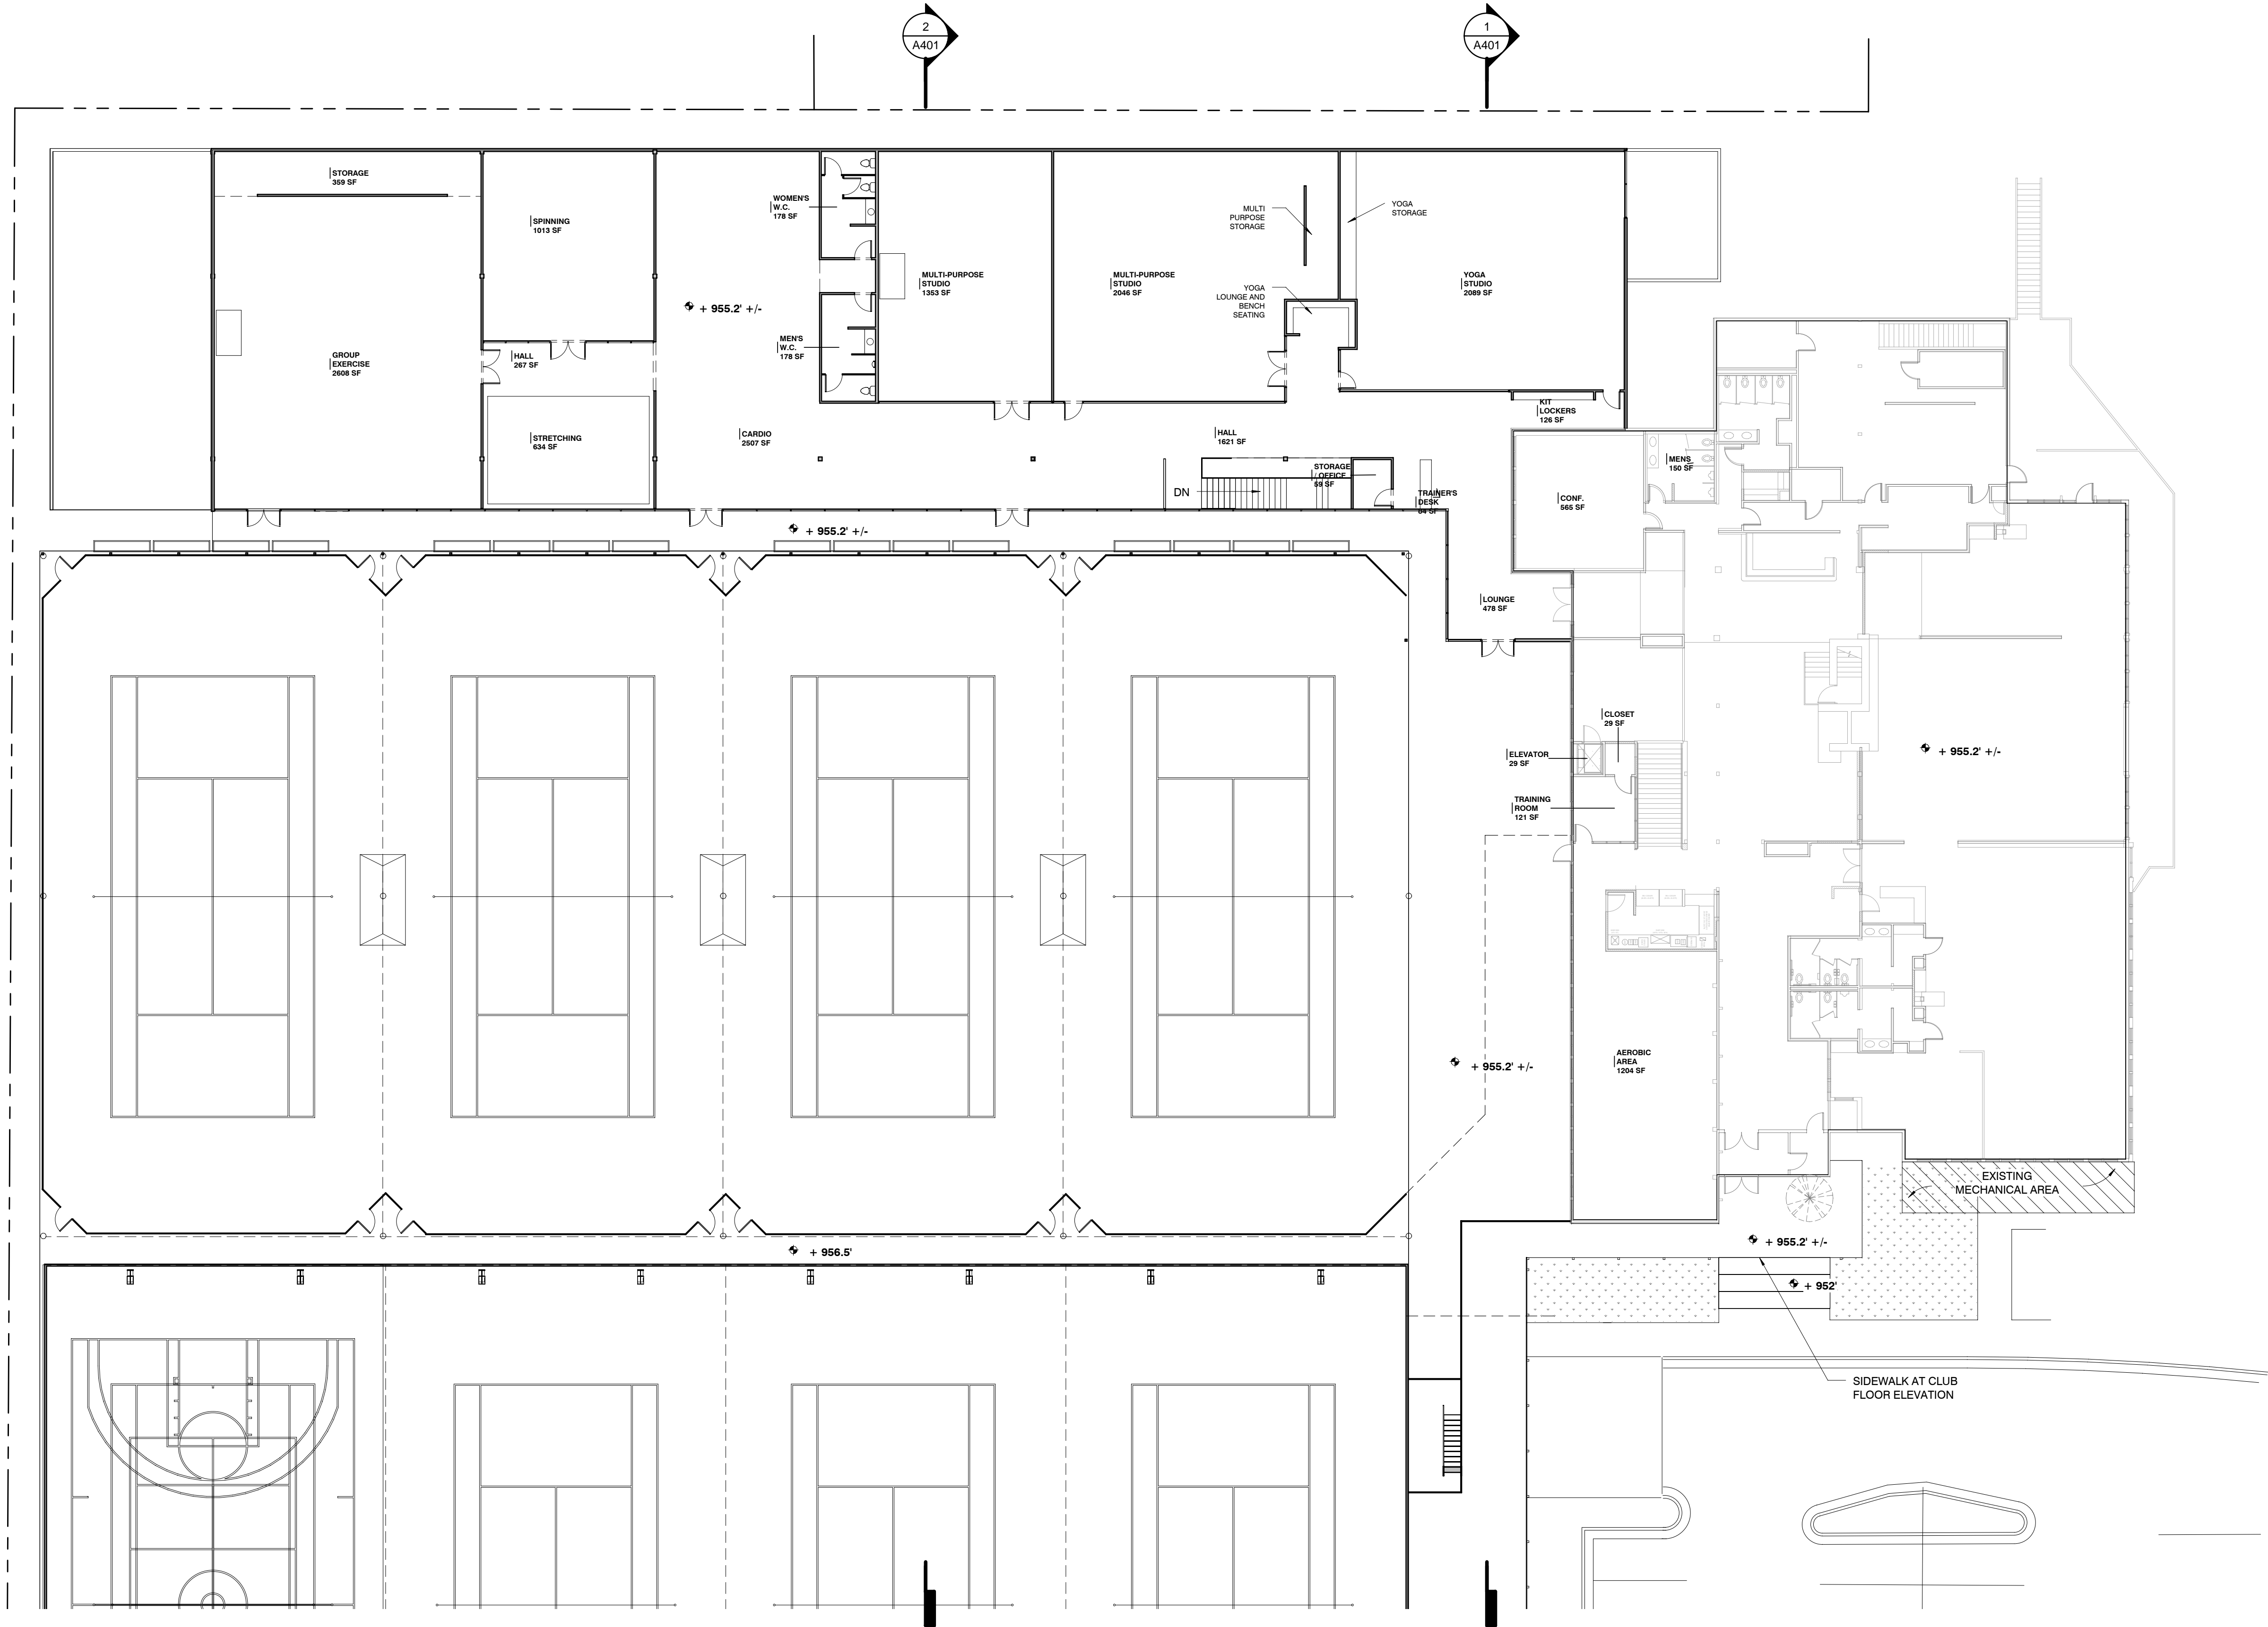 2
A401
1
A401
STORAGE
359 SF
SPINNING
1013 SF
WOMEN'S
W.C.
178 SF
MULTI
PURPOSE
STORAGE
YOGA
STORAGE
MULTI-PURPOSE
STUDIO
1353 SF
MULTI-PURPOSE
STUDIO
2046 SF
YOGA
STUDIO
2089 SF
YOGA
LOUNGE AND
BENCH
SEATING
+ 955.2' +/-
MEN'S
W.C.
178 SF
GROUP
EXERCISE
2608 SF
HALL
267 SF
STRETCHING
634 SF
CARDIO
2507 SF
HALL
1621 SF
KIT
LOCKERS
126 SF
MENS
150 SF
STORAGE
/ OFFICE
59 SF
DN
TRAINER'S
DESK
64 SF
CONF.
565 SF
+ 955.2' +/-
LOUNGE
478 SF
CLOSET
29 SF
ELEVATOR
29 SF
+ 955.2' +/-
TRAINING
ROOM
121 SF
+ 955.2' +/-
AEROBIC
AREA
1204 SF
EXISTING
MECHANICAL AREA
+ 956.5'
+ 955.2' +/-
+ 952'
SIDEWALK AT CLUB
FLOOR ELEVATION